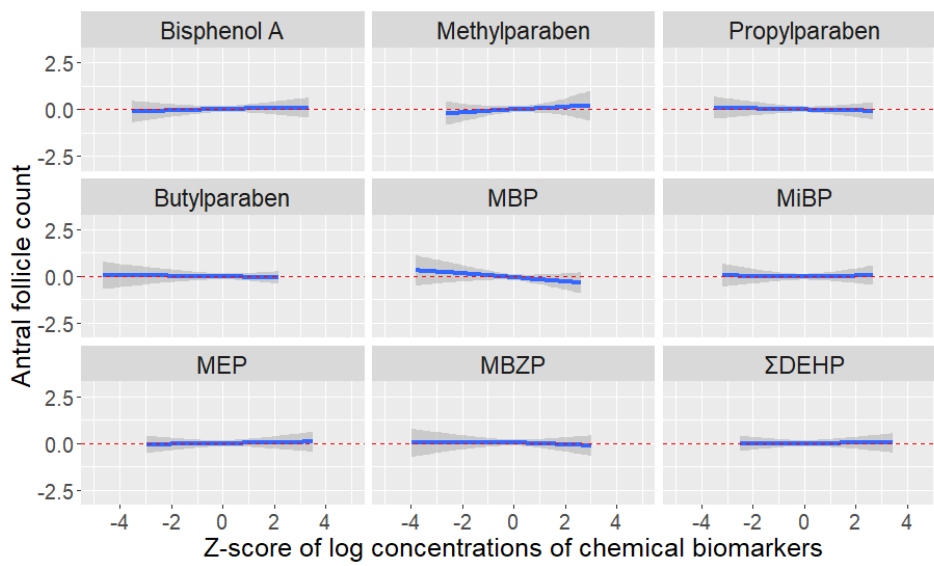 Bisphenol A Methylparaben Propylparaben
2.5
0.0
-2.5
Butylparaben MBP MiBP
2.5
0.0
-2.5
MEP MBZP ΣDEHP
2.5
0.0
-2.5
-4 -2 0 2 4 -4 -2 0 2 4 -4 -2 0 2 4
Z-score of log concentrations of chemical biomarkers
Antral follicle count